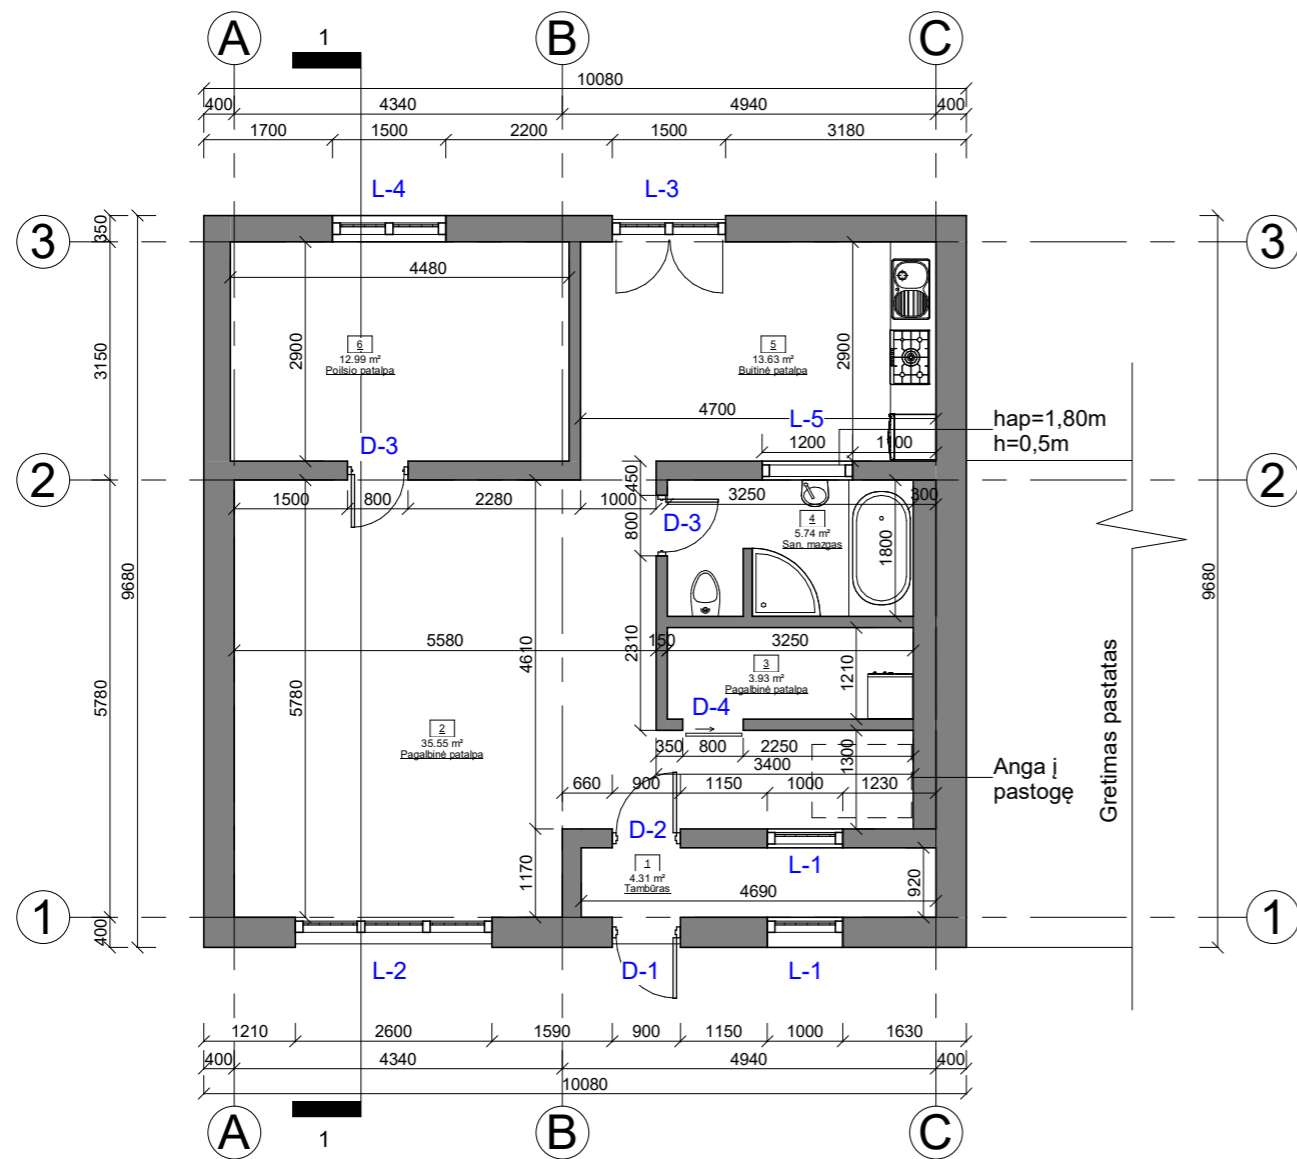 A
B
C
1
10080
400
4340
4940
400
1700
1500
2200
1500
3180
L-4
L-3
3
350
3
4480
6
12.99 m²
Poilsio patalpa
2900
3150
5
13.63 m²
Buitinė patalpa
2900
4700
L-5
hap=1,80m
h=0,5m
1200
1100
D-3
2
450
2
1500
800
2280
1000
3250
300
D-3
800
4
5.74 m²
San. mazgas
1800
9680
9680
5580
150
3250
4610
2310
3
3.93 m²
Pagalbinė patalpa
1210
5780
5780
D-4
2
35.55 m²
Pagalbinė patalpa
350
800
2250
1300
3400
Anga į
pastogę
Gretimas pastatas
660
900
1150
1000
1230
D-2
1
4.31 m²
Tambūras
L-1
1170
4690
920
1
400
1
L-2
D-1
L-1
1210
2600
1590
900
1150
1000
1630
400
4340
4940
400
10080
1
A
B
C